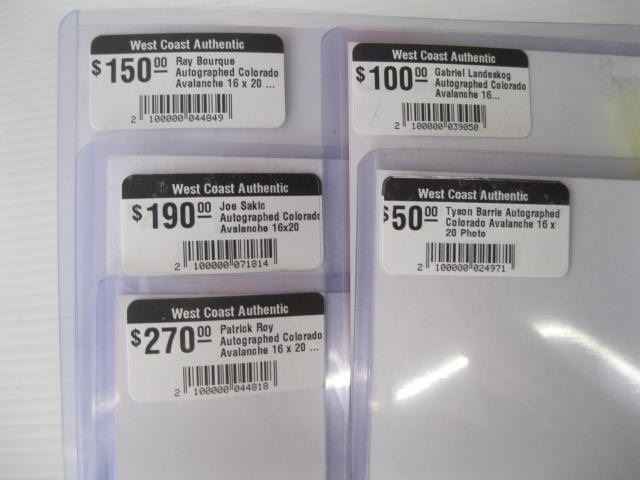 West Coast Authentic
$150.00
Ray Bourque
Autographed Colorado
Avalanche 16 x 20 ...
2 100000 044849
West Coast Authentic
$100.00
Gabriel Landeskog
Autographed Colorado
Avalanche 16...
2 100000 039050
West Coast Authentic
$190.00
Joe Sakic
Autographed Colorado
Avalanche 16x20
2 100000 071814
West Coast Authentic
$50.00
Tyson Barrie Autographed
Colorado Avalanche 16 x
20 Photo
2 100000 024971
West Coast Authentic
$270.00
Patrick Roy
Autographed Colorado
Avalanche 16 x 20 ...
2 100000 044818